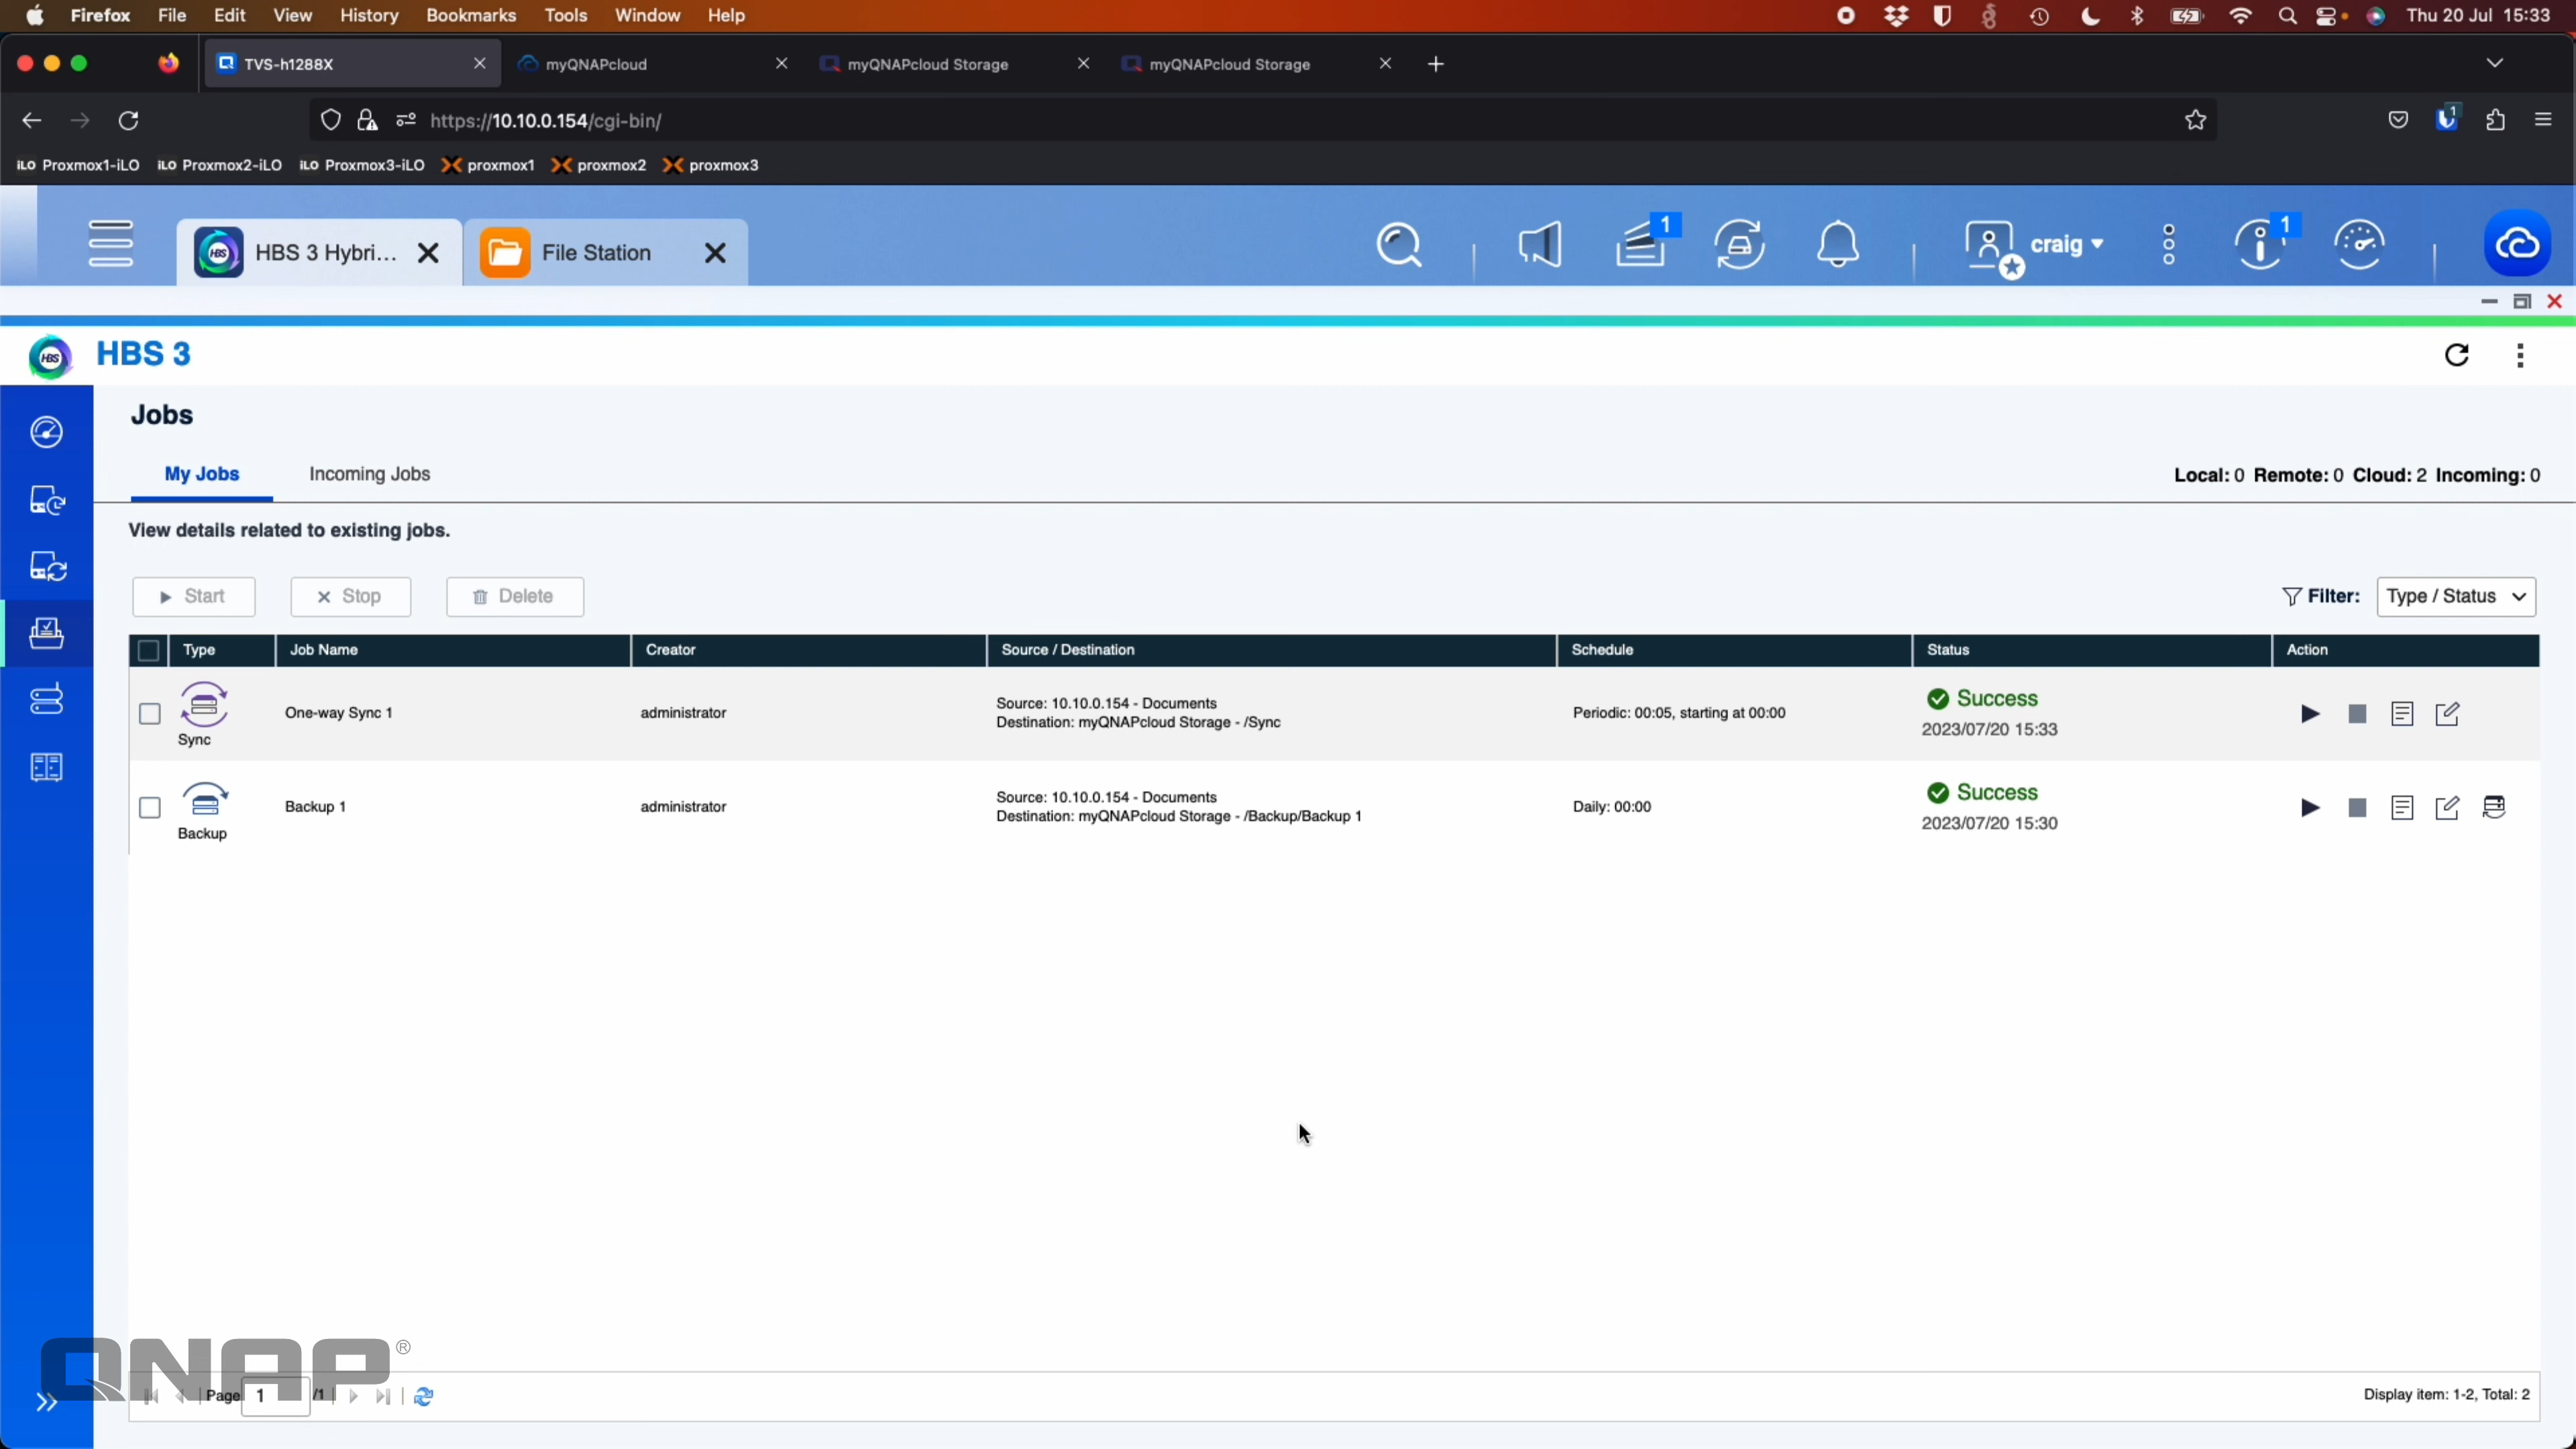 Firefox File Edit View History Bookmarks Tools Window Help Thu 20 Jul 15:33
TVS-h1288X myQNAPcloud myQNAPcloud Storage myQNAPcloud Storage
https://10.10.0.154/cgi-bin/ 1
iLO Proxmox1-iLO iLO Proxmox2-iLO iLO Proxmox3-iLO proxmox1 proxmox2 proxmox3
HBS HBS 3 Hybri... File Station 1 craig 1
HBS HBS 3
Jobs
My Jobs Incoming Jobs Local: 0 Remote: 0 Cloud: 2 Incoming: 0
View details related to existing jobs.
Start Stop Delete Filter: Type / Status
Type Job Name Creator Source / Destination Schedule Status Action
Sync One-way Sync 1 administrator Source: 10.10.0.154 - Documents Periodic: 00:05, starting at 00:00 Success
Destination: myQNAPcloud Storage - /Sync 2023/07/20 15:33
Backup Backup 1 administrator Source: 10.10.0.154 - Documents Daily: 00:00 Success
Destination: myQNAPcloud Storage - /Backup/Backup 1 2023/07/20 15:30
QNAP®
Page 1 /1 Display item: 1-2, Total: 2